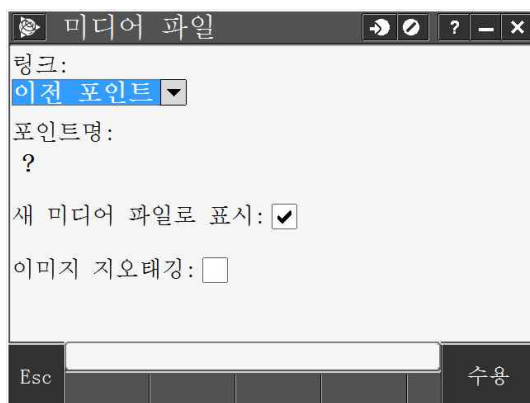 미디어 파일
? – ×
링크:
이전 포인트
포인트명:
?
새 미디어 파일로 표시:
이미지 지오태깅:
Esc
수용